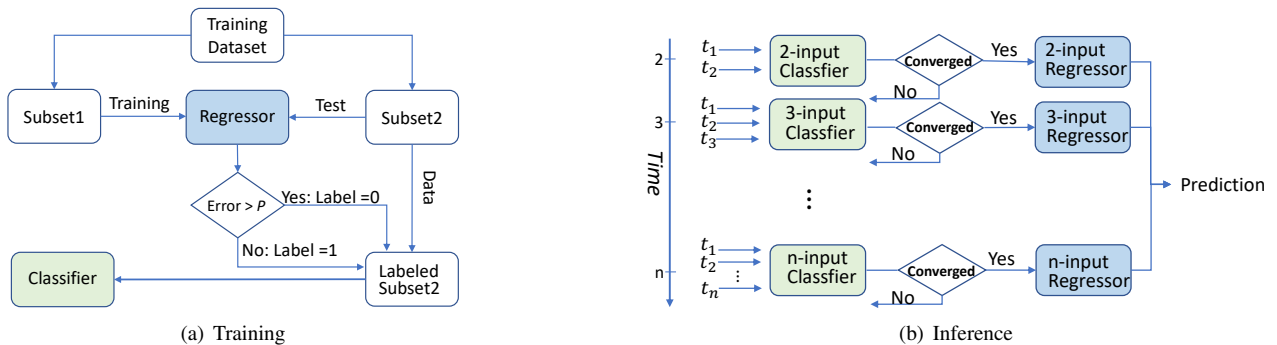 Training
Dataset
Subset1
Training
Regressor
Test
Subset2
Error > P
Yes: Label =0
Data
No: Label =1
Classifier
Labeled
Subset2
(a) Training
Time
2
t₁
t₂
2-input
Classfier
Converged
Yes
No
2-input
Regressor
3
t₁
t₂
t₃
3-input
Classfier
Converged
Yes
No
3-input
Regressor
⋮
Prediction
n
t₁
t₂
⋮
tₙ
n-input
Classfier
Converged
Yes
No
n-input
Regressor
(b) Inference